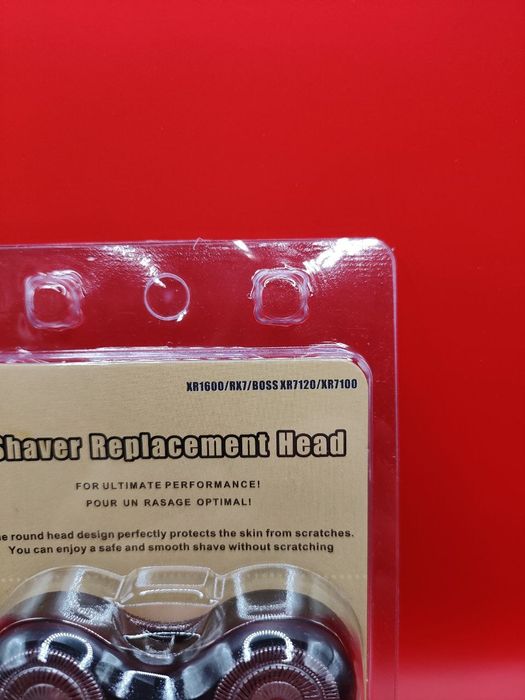 XR1600/RX7/BOSS XR7120/XR7100
Shaver Replacement Head
FOR ULTIMATE PERFORMANCE!
POUR UN RASAGE OPTIMAL!
e round head design perfectly protects the skin from scratches.
You can enjoy a safe and smooth shave without scratching